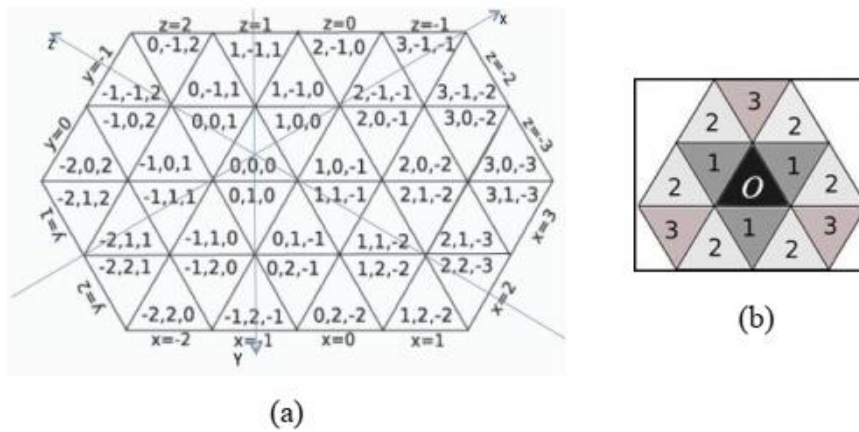 z=2 z=1 z=0 z=-1 x
z 0,-1,2 1,-1,1 2,-1,0 3,-1,-1
y=-1 z=-2
-1,-1,2 0,-1,1 1,-1,0 2,-1,-1 3,-1,-2
y=0 -1,0,2 0,0,1 1,0,0 2,0,-1 3,0,-2 z=-3
-2,0,2 -1,0,1 0,0,0 1,0,-1 2,0,-2 3,0,-3
-2,1,2 -1,1,1 0,1,0 1,1,-1 2,1,-2 3,1,-3
y=1 x=3
-2,1,1 -1,1,0 0,1,-1 1,1,-2 2,1,-3
-2,2,1 -1,2,0 0,2,-1 1,2,-2 2,2,-3
y=2 x=2
-2,2,0 -1,2,-1 0,2,-2 1,2,-2
x=-2 x=-1 x=0 x=1
Y
(a)
3
2 2
1 1
2 O 2
3 1 3
2 2
(b)